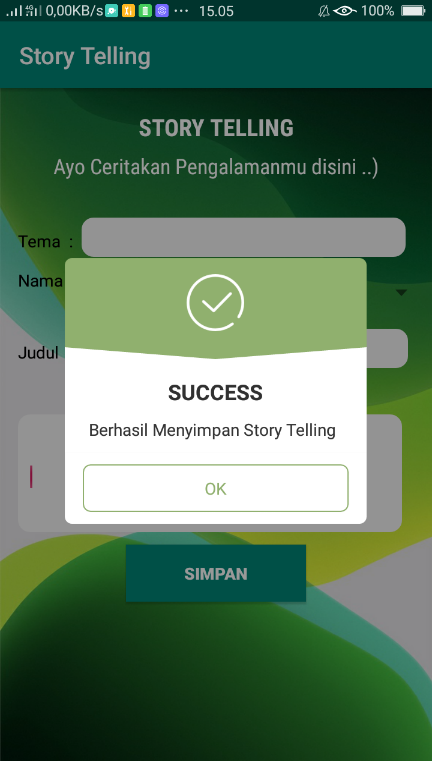 0,00KB/s ... 15.05 100%
Story Telling
STORY TELLING
Ayo Ceritakan Pengalamanmu disini ..)
Tema :
Nama
Judul
SUCCESS
Berhasil Menyimpan Story Telling
OK
SIMPAN